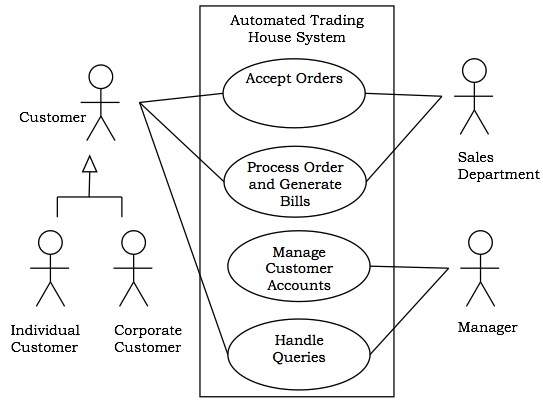 Automated Trading
House System
Accept Orders
Customer
Process Order
and Generate
Bills
Sales
Department
Manage
Customer
Accounts
Individual
Customer
Corporate
Customer
Handle
Queries
Manager